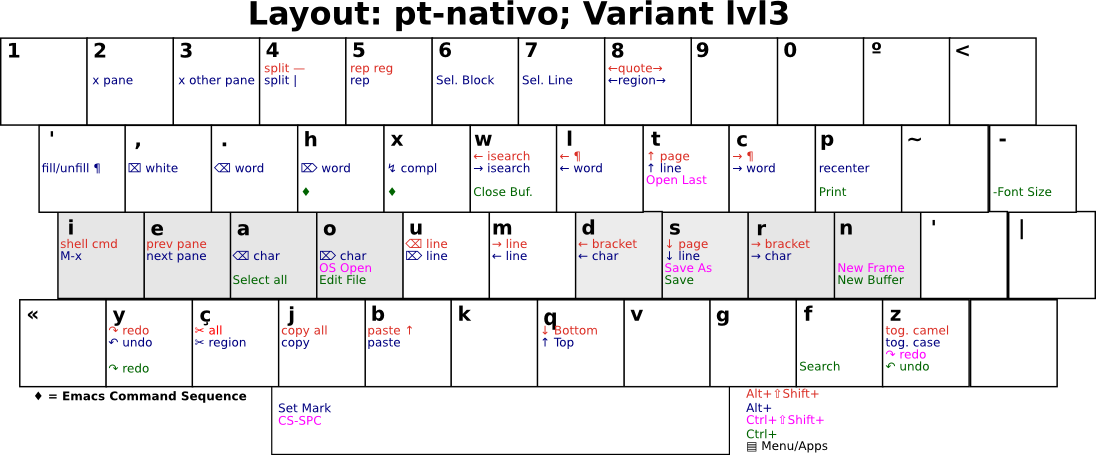 Layout: pt-nativo; Variant lvl3
1 2 3 4 5 6 7 8 9 0 º <
split — rep reg ←quote→
x pane x other pane split | rep Sel. Block Sel. Line ←region→
' , . h x w l t c p ~ -
← isearch ← ¶ ↑ page → ¶
fill/unfill ¶ ⌧ white ⌫ word ⌦ word ↯ compl → isearch ← word ↑ line → word recenter
Open Last
♦ ♦ Close Buf. Print -Font Size
i e a o u m d s r n ' |
shell cmd prev pane ⌫ line → line ← bracket ↓ page → bracket
M-x next pane ⌫ char ⌦ char ⌦ line ← line ← char ↓ line → char
OS Open Save As New Frame
Select all Edit File Save New Buffer
« y ç j b k q v g f z
↷ redo ✂ all copy all paste ↑ ↓ Bottom tog. camel
↶ undo ✂ region copy paste ↑ Top tog. case
↷ redo
↷ redo Search ↶ undo
♦ = Emacs Command Sequence
Set Mark
CS-SPC
Alt+⇧Shift+
Alt+
Ctrl+⇧Shift+
Ctrl+
▤ Menu/Apps